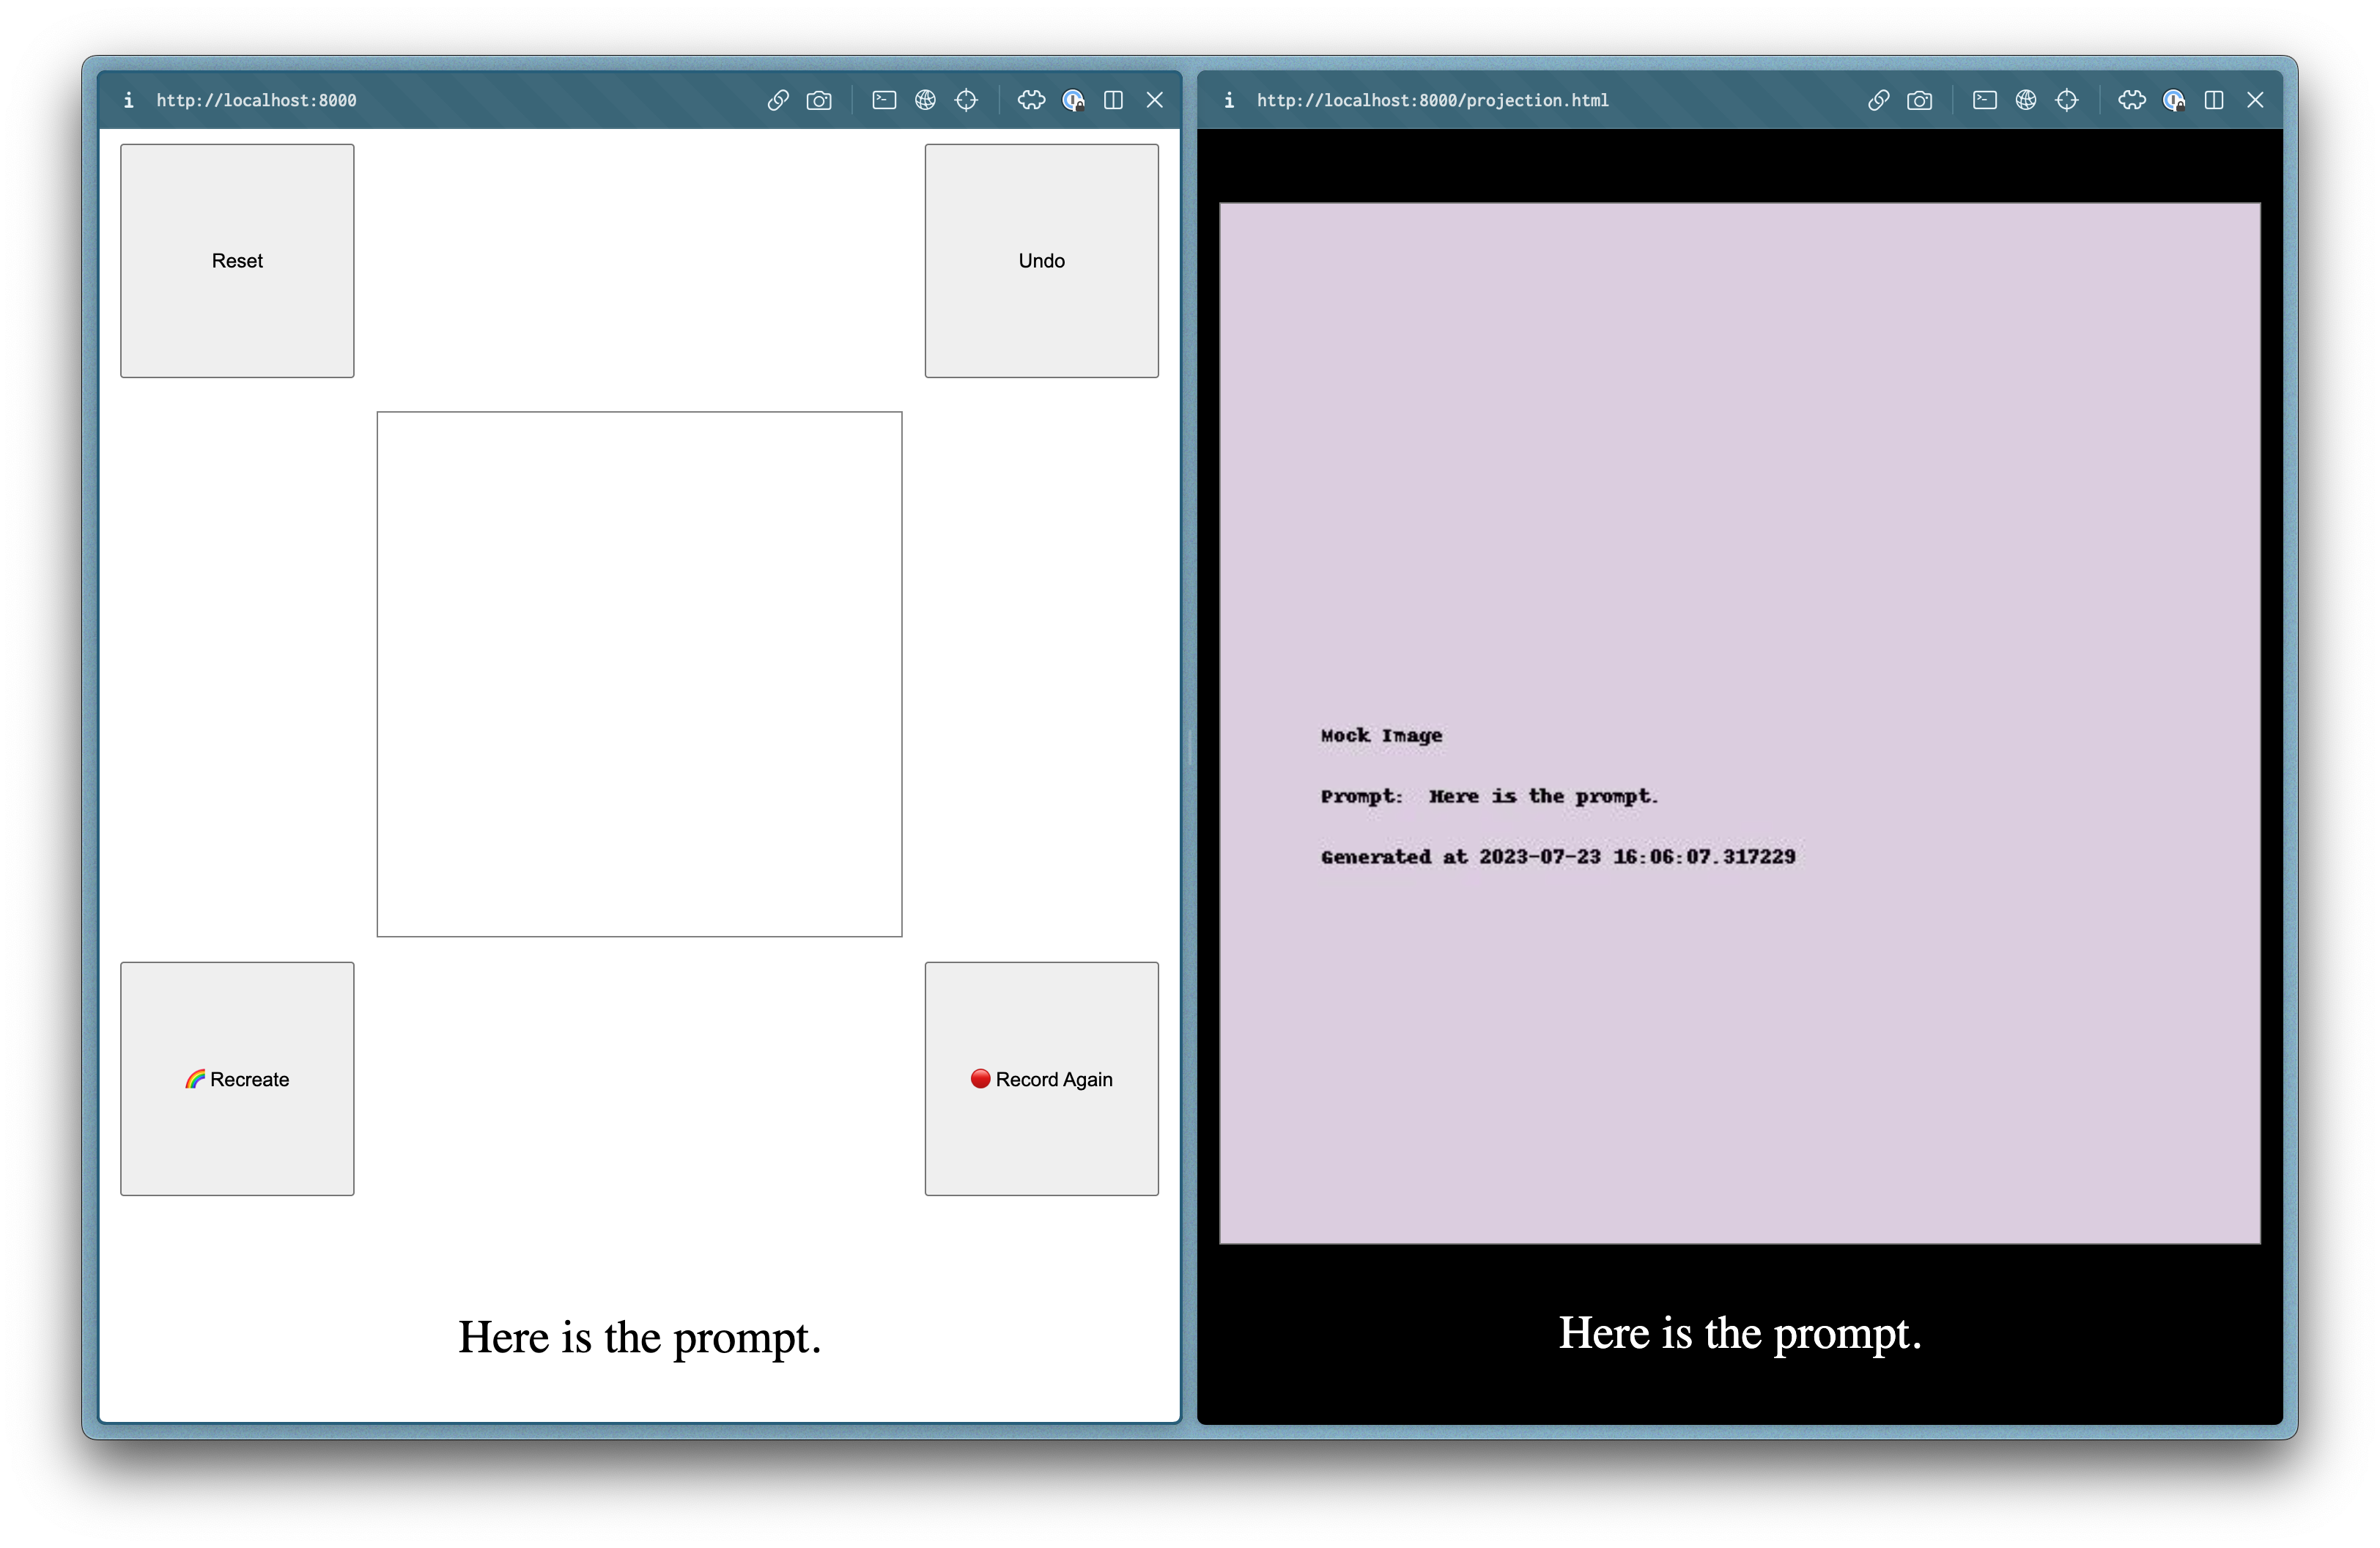 http://localhost:8000
Reset
Undo
🌈 Recreate
🔴 Record Again
Here is the prompt.
http://localhost:8000/projection.html
Mock Image
Prompt: Here is the prompt.
Generated at 2023-07-23 16:06:07.317229
Here is the prompt.